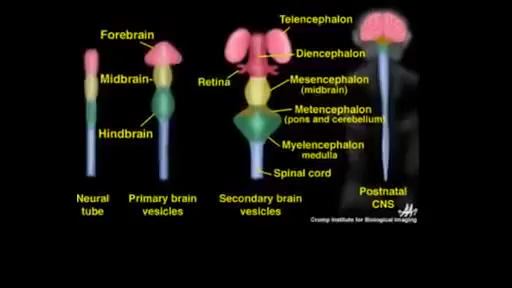 Telencephalon
Forebrain
Diencephalon
Midbrain-
Retina
Mesencephalon
(midbrain)
Metencephalon
(pons and cerebellum)
Hindbrain
Myelencephalon
medulla
Spinal cord
Neural
tube
Primary brain
vesicles
Secondary brain
vesicles
Postnatal
CNS
Crump Institute for Biological Imaging